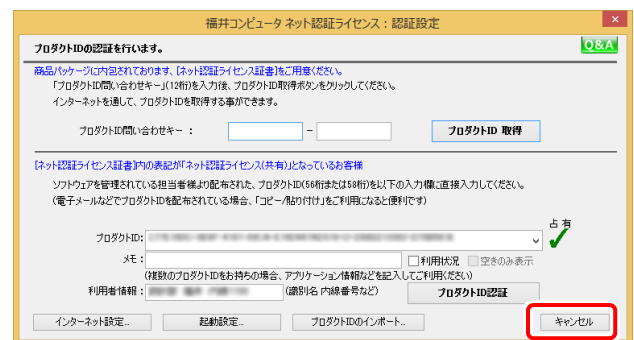 福井コンピュータ ネット認証ライセンス：認証設定
×
プロダクトIDの認証を行います。
Q&A
商品パッケージに内包されております、[ネット認証ライセンス証書]をご用意ください。
「プロダクトID問い合わせキー」(12桁)を入力後、プロダクトID取得ボタンをクリックしてください。
インターネットを通して、プロダクトIDを取得する事ができます。
プロダクトID問い合わせキー ：
－
プロダクトID 取得
[ネット認証ライセンス証書]内の表記が「ネット認証ライセンス(共有)」となっているお客様
ソフトウェアを管理されている担当者様より配布された、プロダクトID(56桁または58桁)を以下の入力欄に直接入力してください。
(電子メールなどでプロダクトIDを配布されている場合、「コピー/貼り付け」をご利用になると便利です)
占有
プロダクトID：
メモ：
利用状況
空きのみ表示
(複数のプロダクトIDをお持ちの場合、アプリケーション情報などを記入してご利用ください)
利用者情報：
(識別名 内線番号など)
プロダクトID認証
インターネット設定...
起動設定...
プロダクトIDのインポート...
キャンセル